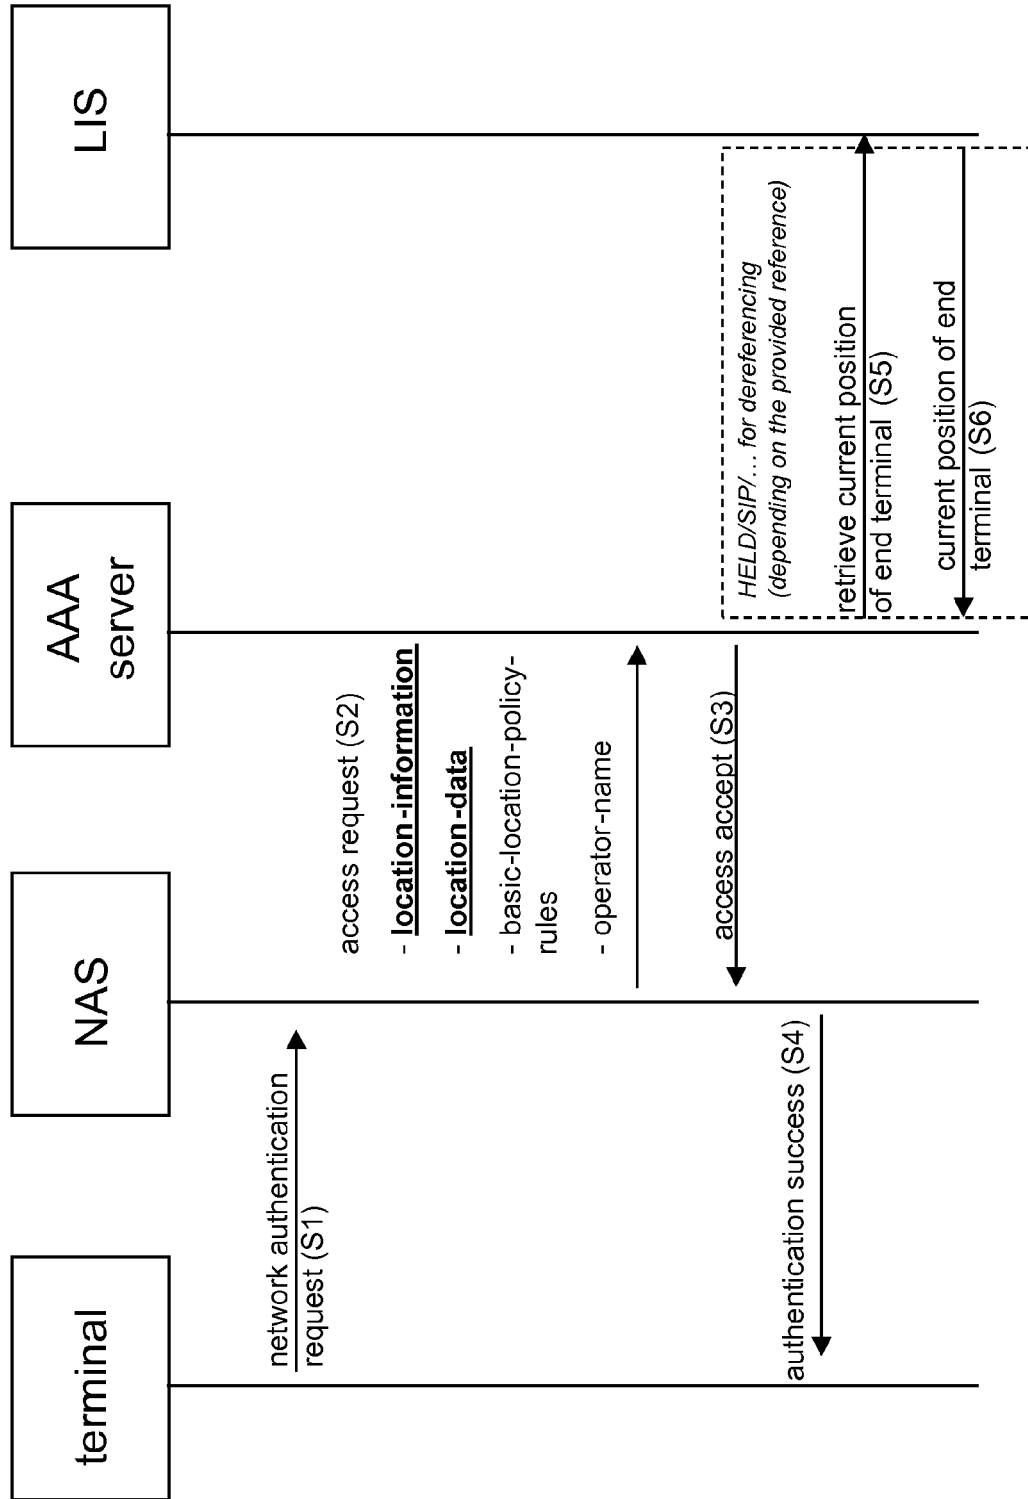 terminal
NAS
AAA
server
LIS
network authentication
request (S1)
access request (S2)
- location-information
- location-data
- basic-location-policy-
rules
- operator-name
access accept (S3)
authentication success (S4)
HELD/SIP/... for dereferencing
(depending on the provided reference)
retrieve current position
of end terminal (S5)
current position of end
terminal (S6)